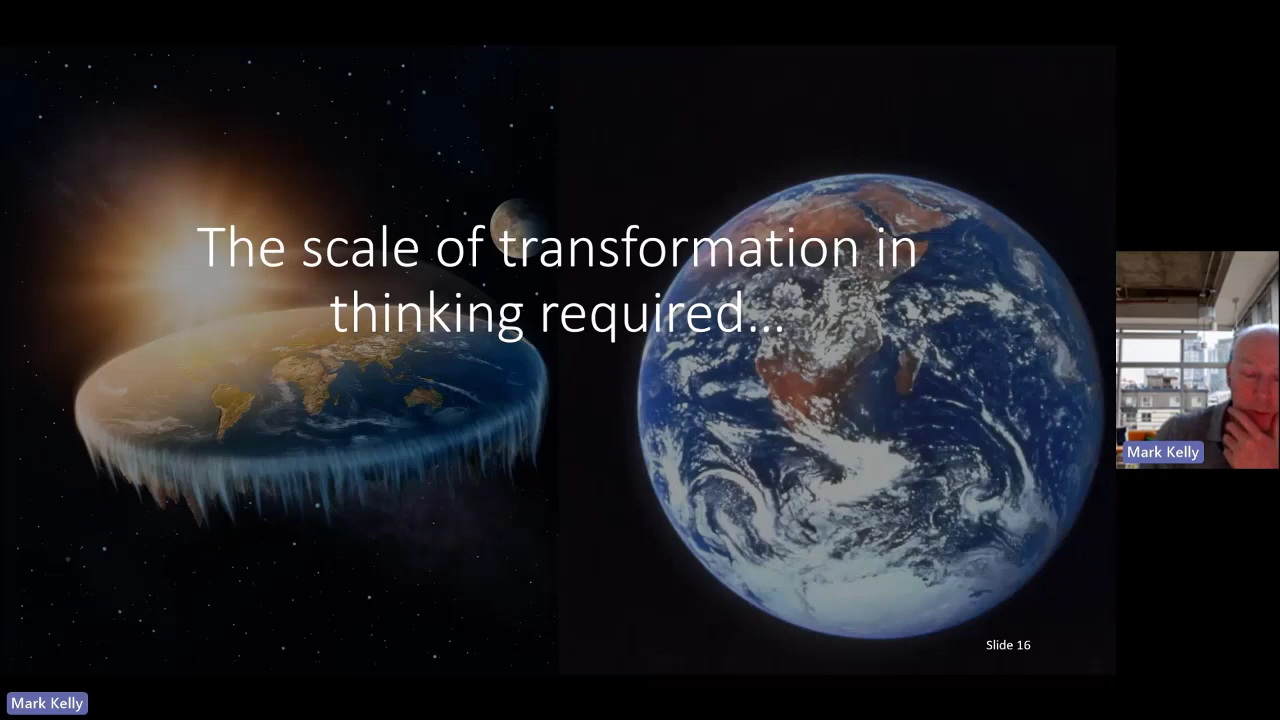 The scale of transformation in
thinking required...
Mark Kelly
Slide 16
Mark Kelly